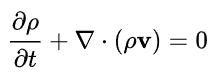 ∂ρ/∂t + ∇ · (ρ𝐯) = 0